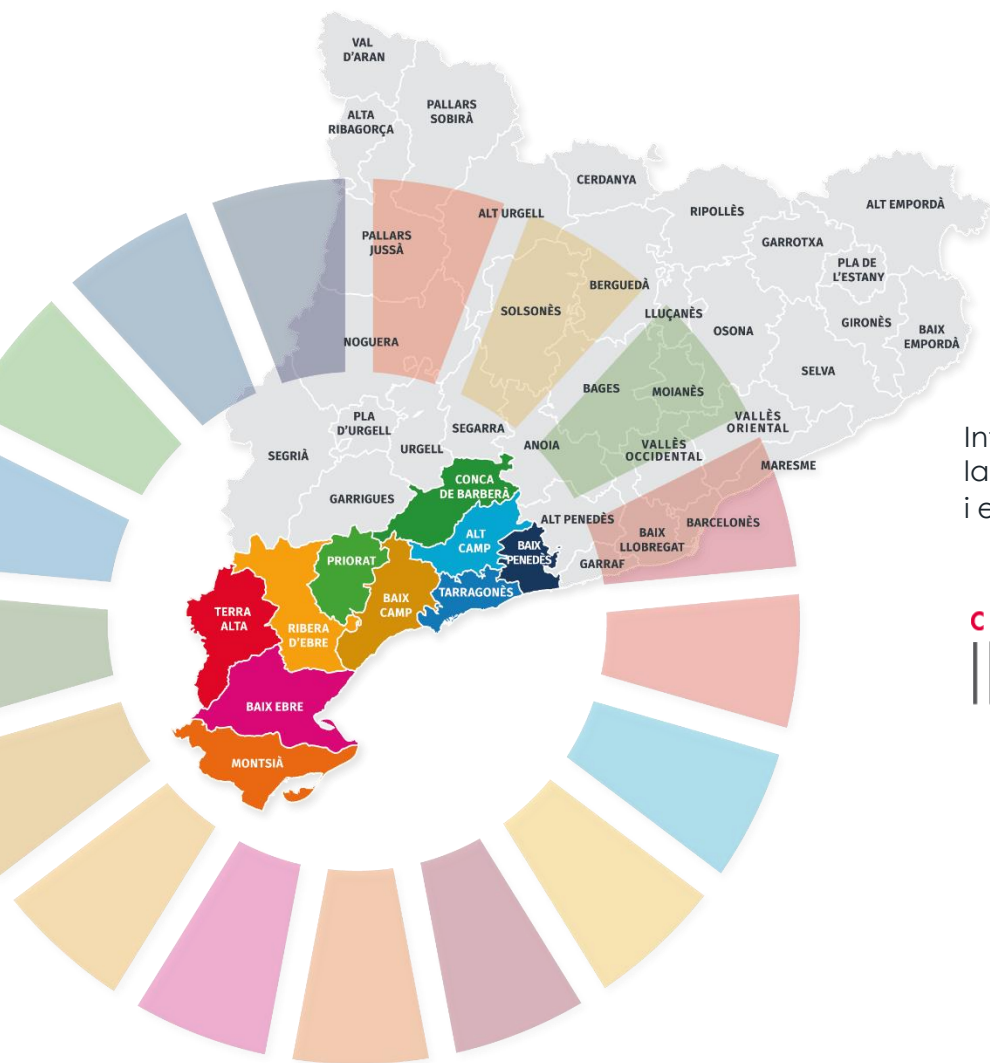 VAL
D'ARAN
PALLARS
SOBIRÀ
ALTA
RIBAGORÇA
CERDANYA
ALT URGELL
RIPOLLÈS
ALT EMPORDÀ
PALLARS
JUSSÀ
GARROTXA
PLA DE
L'ESTANY
BERGUEDÀ
SOLSONÈS
LLUÇANÈS
OSONA
GIRONÈS
BAIX
EMPORDÀ
NOGUERA
SELVA
BAGES
MOIANÈS
PLA
D'URGELL
SEGARRA
VALLÈS
ORIENTAL
SEGRIÀ
URGELL
ANOIA
VALLÈS
OCCIDENTAL
MARESME
GARRIGUES
CONCA
DE BARBERÀ
ALT PENEDÈS
BARCELONÈS
BAIX
LLOBREGAT
ALT
CAMP
BAIX
PENEDÈS
GARRAF
PRIORAT
TARRAGONÈS
BAIX
CAMP
TERRA
ALTA
RIBERA
D'EBRE
BAIX EBRE
MONTSIÀ
la
i e